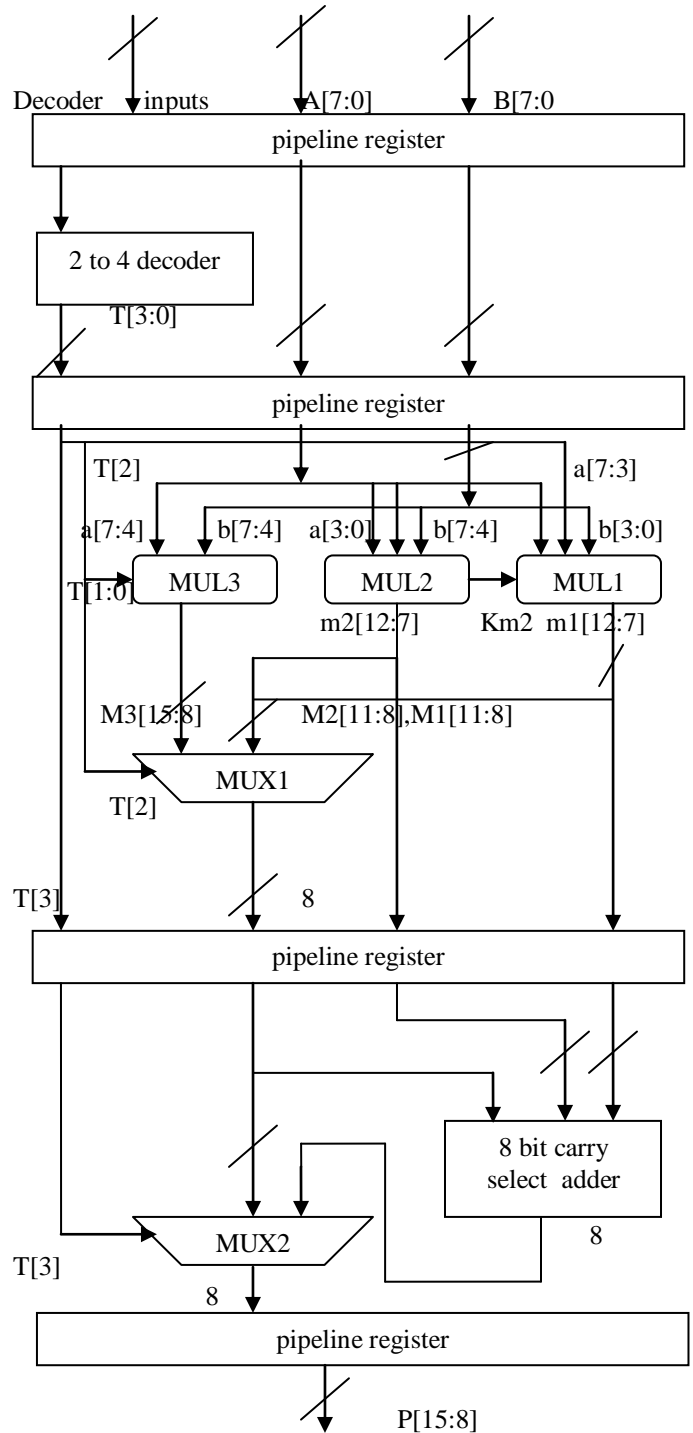 Decoder inputs A[7:0] B[7:0
pipeline register
2 to 4 decoder
T[3:0]
pipeline register
T[2] a[7:3]
a[7:4] b[7:4] a[3:0] b[7:4] b[3:0]
MUL3 MUL2 MUL1
T[1:0]
m2[12:7] Km2 m1[12:7]
M3[15:8] M2[11:8],M1[11:8]
MUX1
T[2]
T[3] 8
pipeline register
8 bit carry
select adder
MUX2 8
T[3]
8
pipeline register
P[15:8]